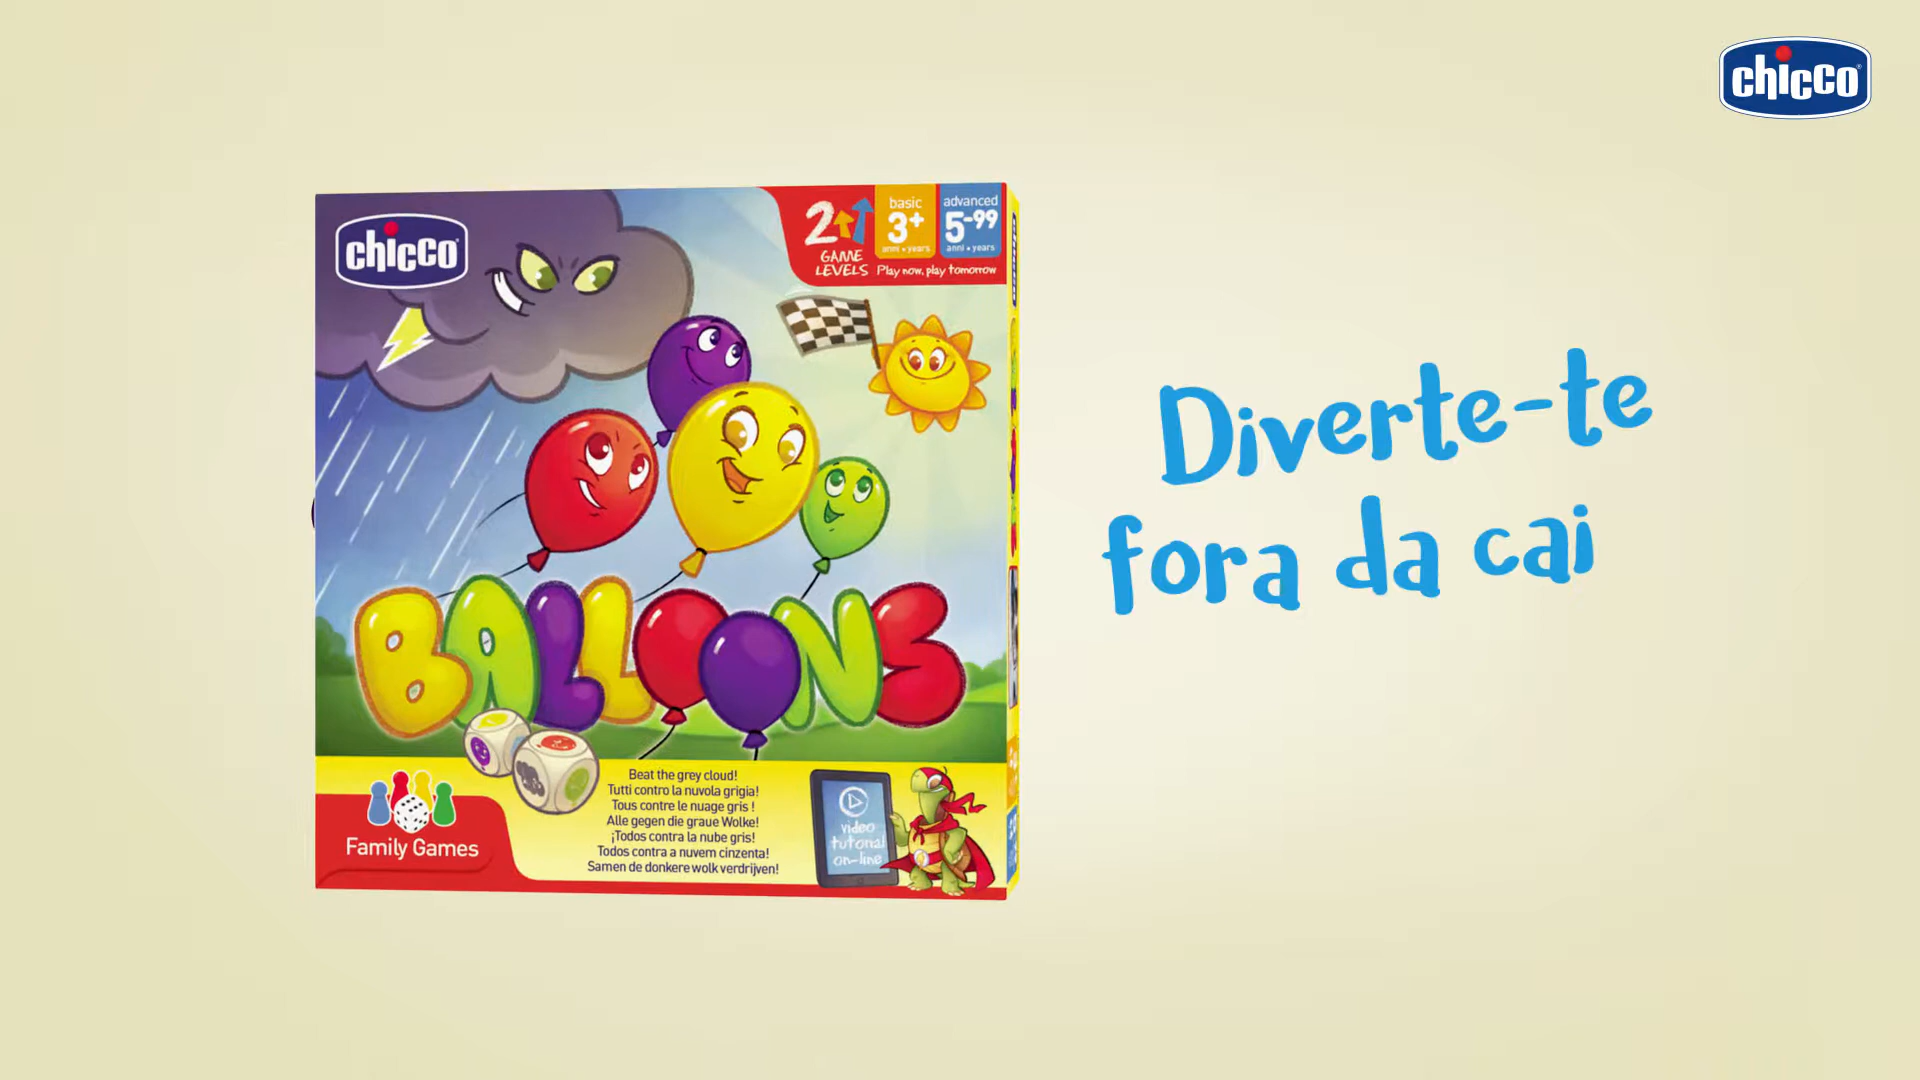 chicco
chicco
2
GAME
LEVELS
basic
3+
anni • years
advanced
5-99
anni • years
Play now, play tomorrow
Diverte-te
fora da cai
BALLOONS
Beat the grey cloud!
Tutti contro la nuvola grigia!
Tous contre le nuage gris !
Alle gegen die graue Wolke!
¡Todos contra la nube gris!
Todos contra a nuvem cinzenta!
Samen de donkere wolk verdrijven!
Family Games
video
tutorial
on-line